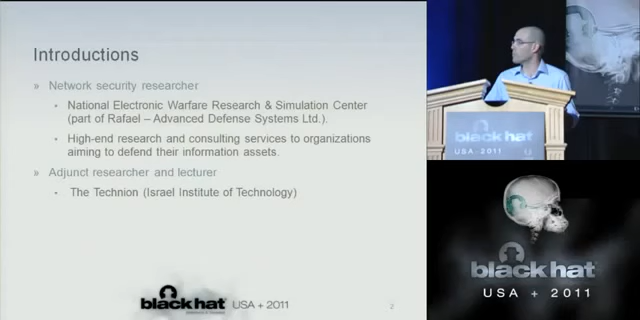 Introductions
» Network security researcher
• National Electronic Warfare Research & Simulation Center
(part of Rafael – Advanced Defense Systems Ltd.).
• High-end research and consulting services to organizations
aiming to defend their information assets.
» Adjunct researcher and lecturer
• The Technion (Israel Institute of Technology)
black hat USA + 2011
2
black hat
USA + 2011
black hat
USA + 2011